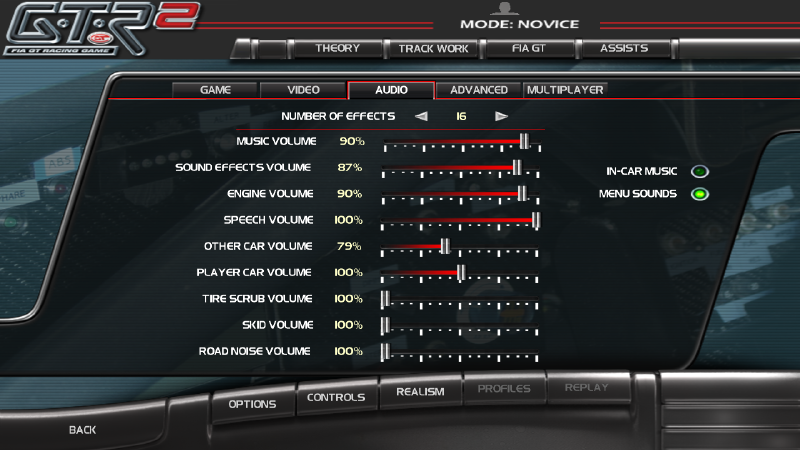 GTR2
FIA GT RACING GAME
MODE: NOVICE
THEORY TRACK WORK FIA GT ASSISTS
GAME VIDEO AUDIO ADVANCED MULTIPLAYER
NUMBER OF EFFECTS 16
MUSIC VOLUME 90%
SOUND EFFECTS VOLUME 87%
IN-CAR MUSIC
ENGINE VOLUME 90%
MENU SOUNDS
SPEECH VOLUME 100%
OTHER CAR VOLUME 79%
PLAYER CAR VOLUME 100%
TIRE SCRUB VOLUME 100%
SKID VOLUME 100%
ROAD NOISE VOLUME 100%
BACK OPTIONS CONTROLS REALISM PROFILES REPLAY
ABS